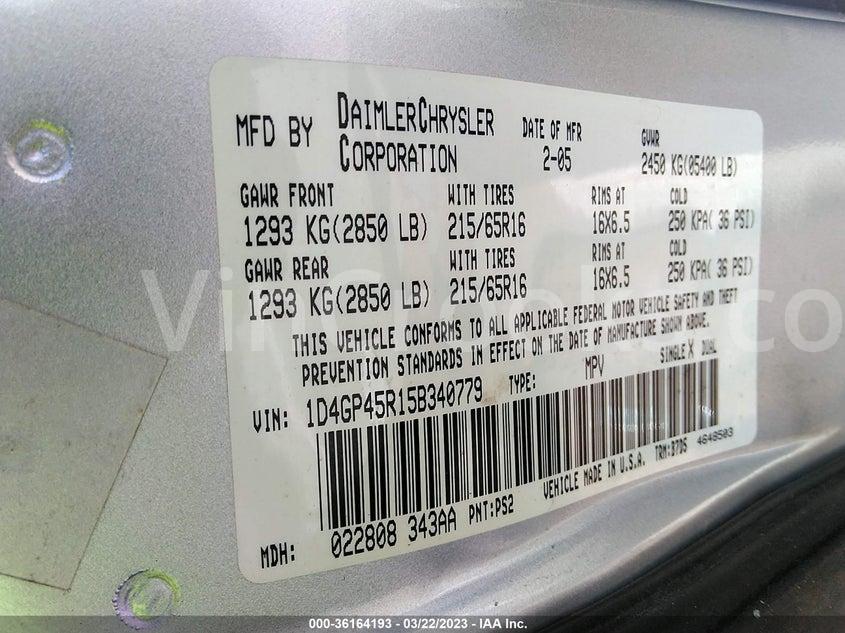 MFD BY DAIMLERCHRYSLER CORPORATION DATE OF MFR 2-05 GVWR 2450 KG(05400 LB)
GAWR FRONT WITH TIRES RIMS AT COLD
1293 KG(2850 LB) 215/65R16 16X6.5 250 KPA( 36 PSI)
GAWR REAR WITH TIRES RIMS AT COLD
1293 KG(2850 LB) 215/65R16 16X6.5 250 KPA( 36 PSI)
THIS VEHICLE CONFORMS TO ALL APPLICABLE FEDERAL MOTOR VEHICLE SAFETY AND THEFT
PREVENTION STANDARDS IN EFFECT ON THE DATE OF MANUFACTURE SHOWN ABOVE.
VIN: 1D4GP45R15B340779 TYPE: MPV SINGLE X DUAL
MDH: 022808 343AA PNT:PS2 VEHICLE MADE IN U.S.A. TRM:B7D5 4648503
000-36164193 - 03/22/2023 - IAA Inc.